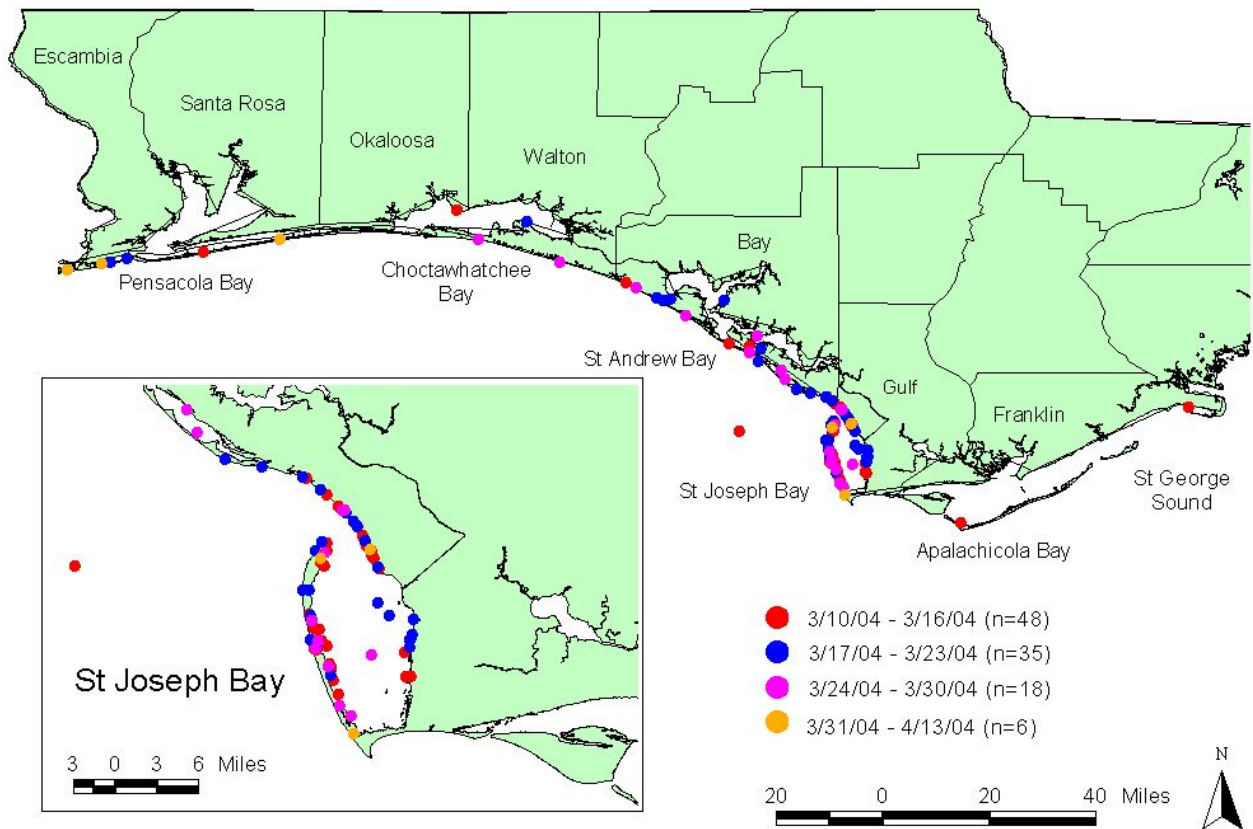 Escambia
Santa Rosa
Okaloosa
Walton
Bay
Pensacola Bay
Choctawhatchee
Bay
St Andrew Bay
Gulf
Franklin
St Joseph Bay
St George
Sound
Apalachicola Bay
St Joseph Bay
3 0 3 6 Miles
3/10/04 - 3/16/04 (n=48)
3/17/04 - 3/23/04 (n=35)
3/24/04 - 3/30/04 (n=18)
3/31/04 - 4/13/04 (n=6)
N
20 0 20 40 Miles